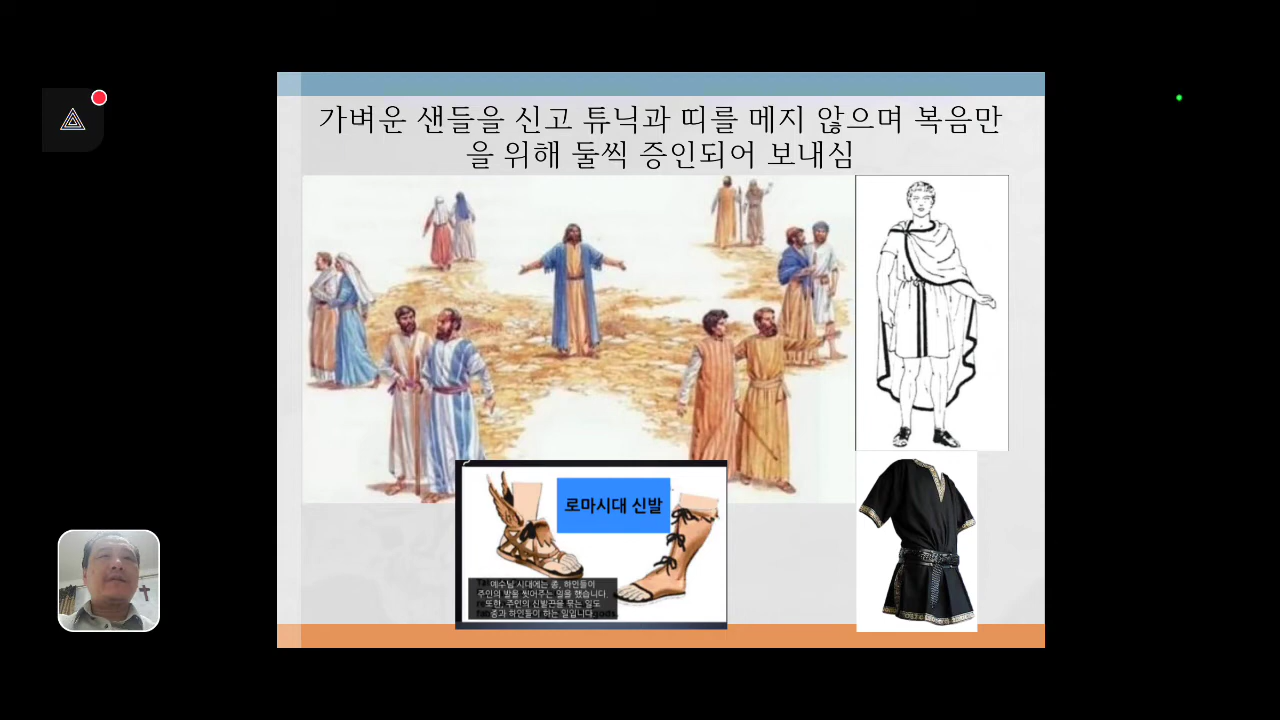 가벼운 샌들을 신고 튜닉과 띠를 메지 않으며 복음만
을 위해 둘씩 증인되어 보내심
로마시대 신발
예수님 시대에는 종, 하인들이
주인의 발을 씻어주는 일을 했습니다.
또한, 주인의 신발끈을 묶는 일도
종과 하인들이 하는 일입니다.